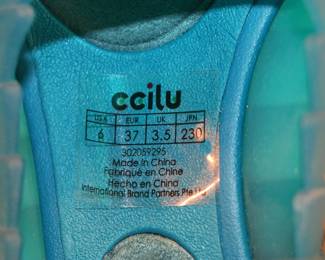 ccilu
USA EUR UK JPN
6 37 3.5 230
302059295
Made in China
Fabriqué en Chine
Hecho en China
International Brand Partners Pte